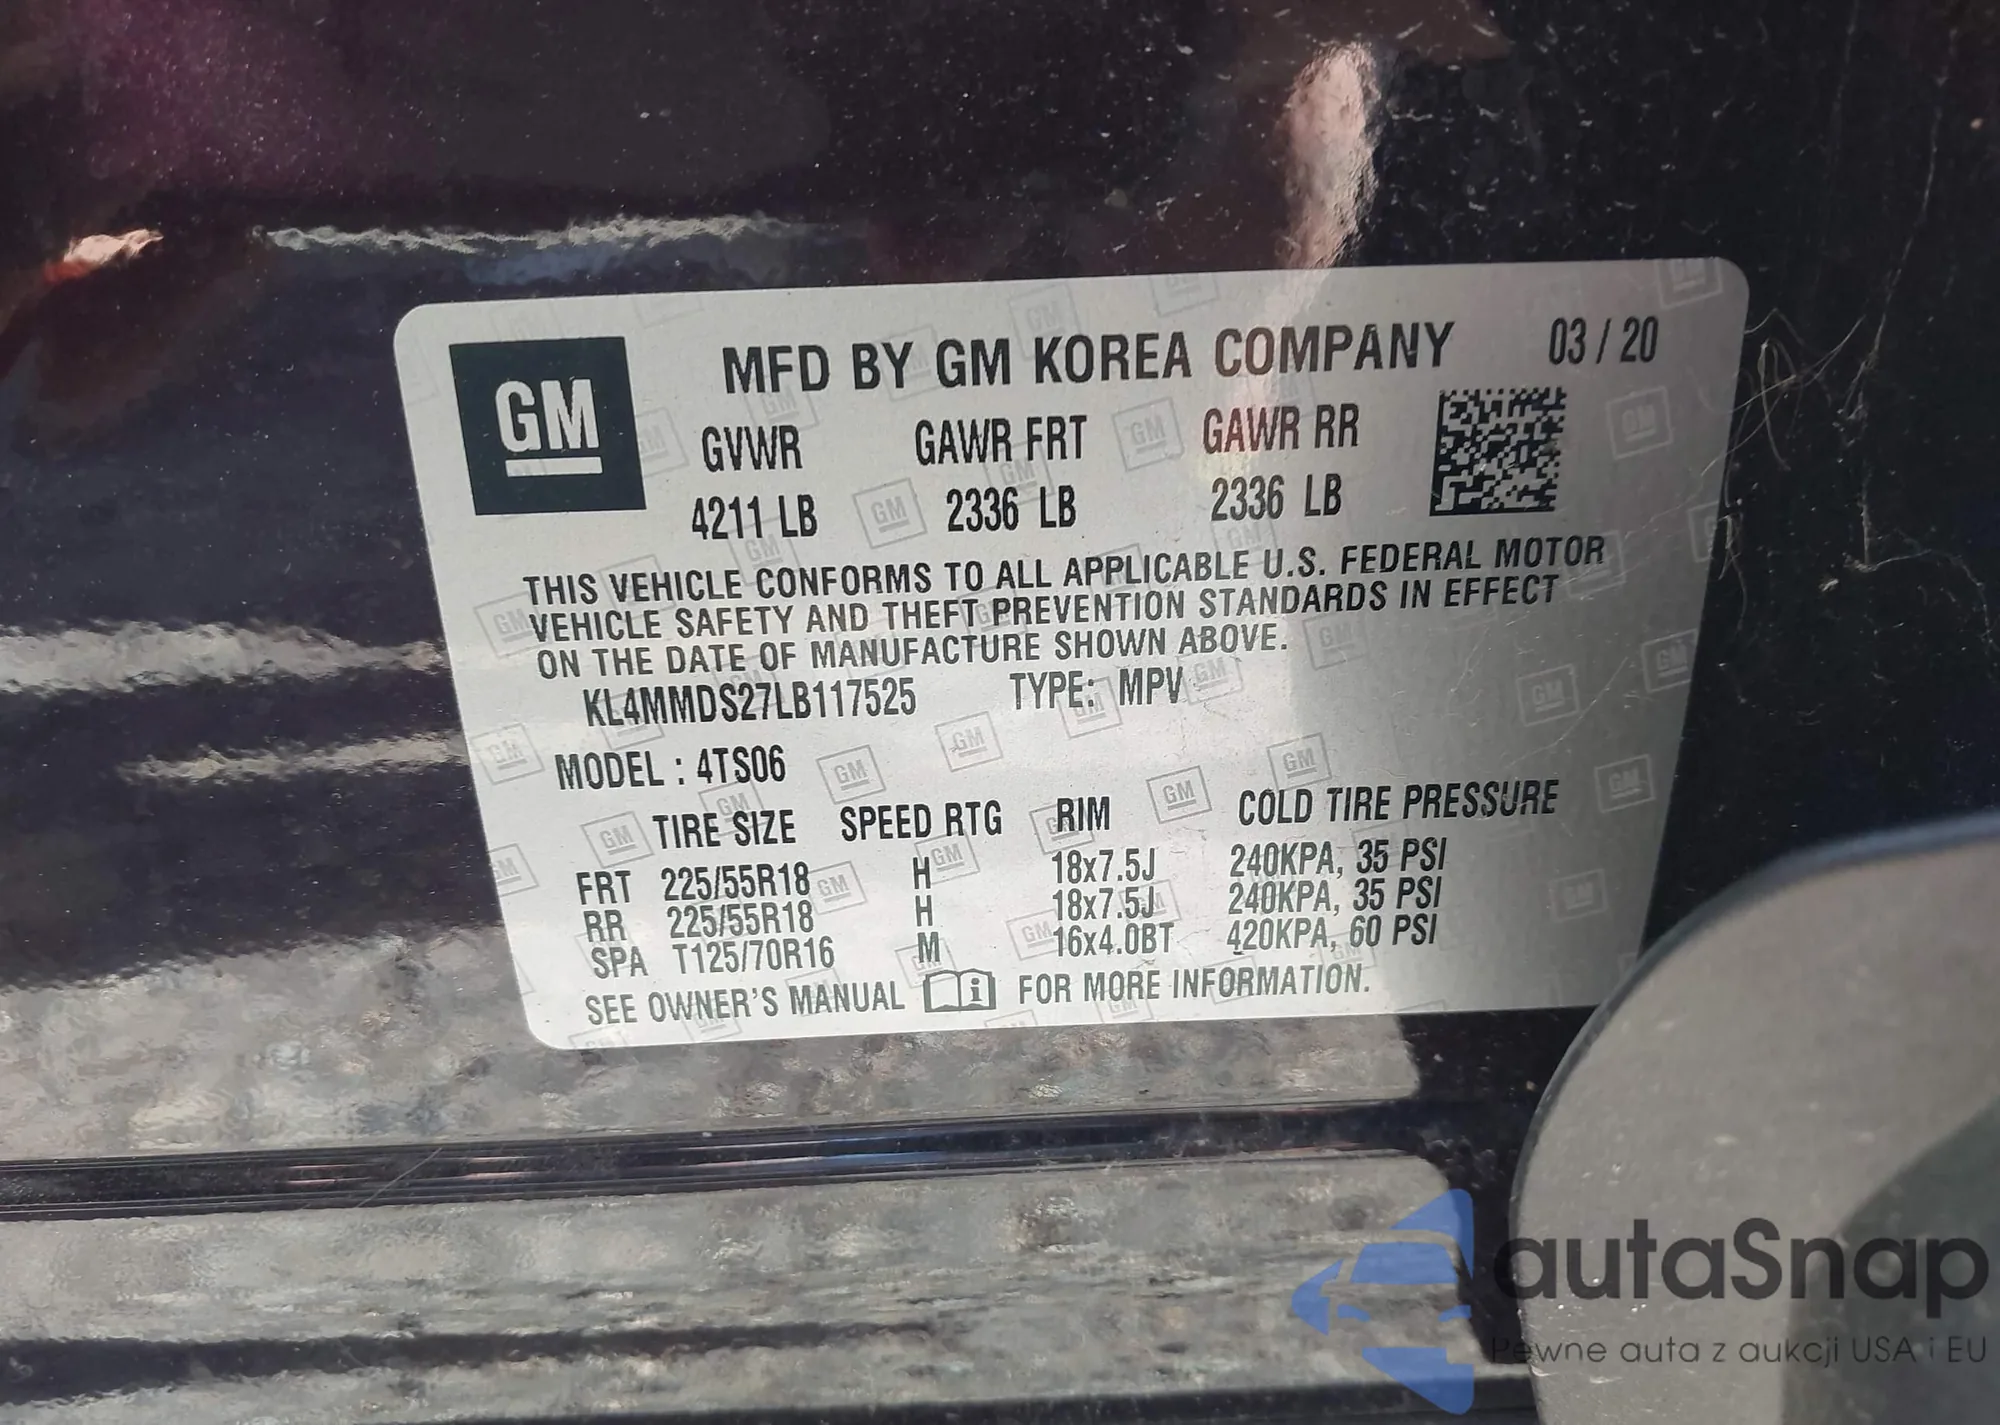 GM
MFD BY GM KOREA COMPANY 03 / 20
GVWR GAWR FRT GAWR RR
4211 LB 2336 LB 2336 LB
THIS VEHICLE CONFORMS TO ALL APPLICABLE U.S. FEDERAL MOTOR
VEHICLE SAFETY AND THEFT PREVENTION STANDARDS IN EFFECT
ON THE DATE OF MANUFACTURE SHOWN ABOVE.
KL4MMDS27LB117525 TYPE: MPV
MODEL : 4TS06
TIRE SIZE SPEED RTG RIM COLD TIRE PRESSURE
FRT 225/55R18 H 18x7.5J 240KPA, 35 PSI
RR 225/55R18 H 18x7.5J 240KPA, 35 PSI
SPA T125/70R16 M 16x4.0BT 420KPA, 60 PSI
SEE OWNER'S MANUAL i FOR MORE INFORMATION.
autaSnap
Pewne auta z aukcji USA i EU